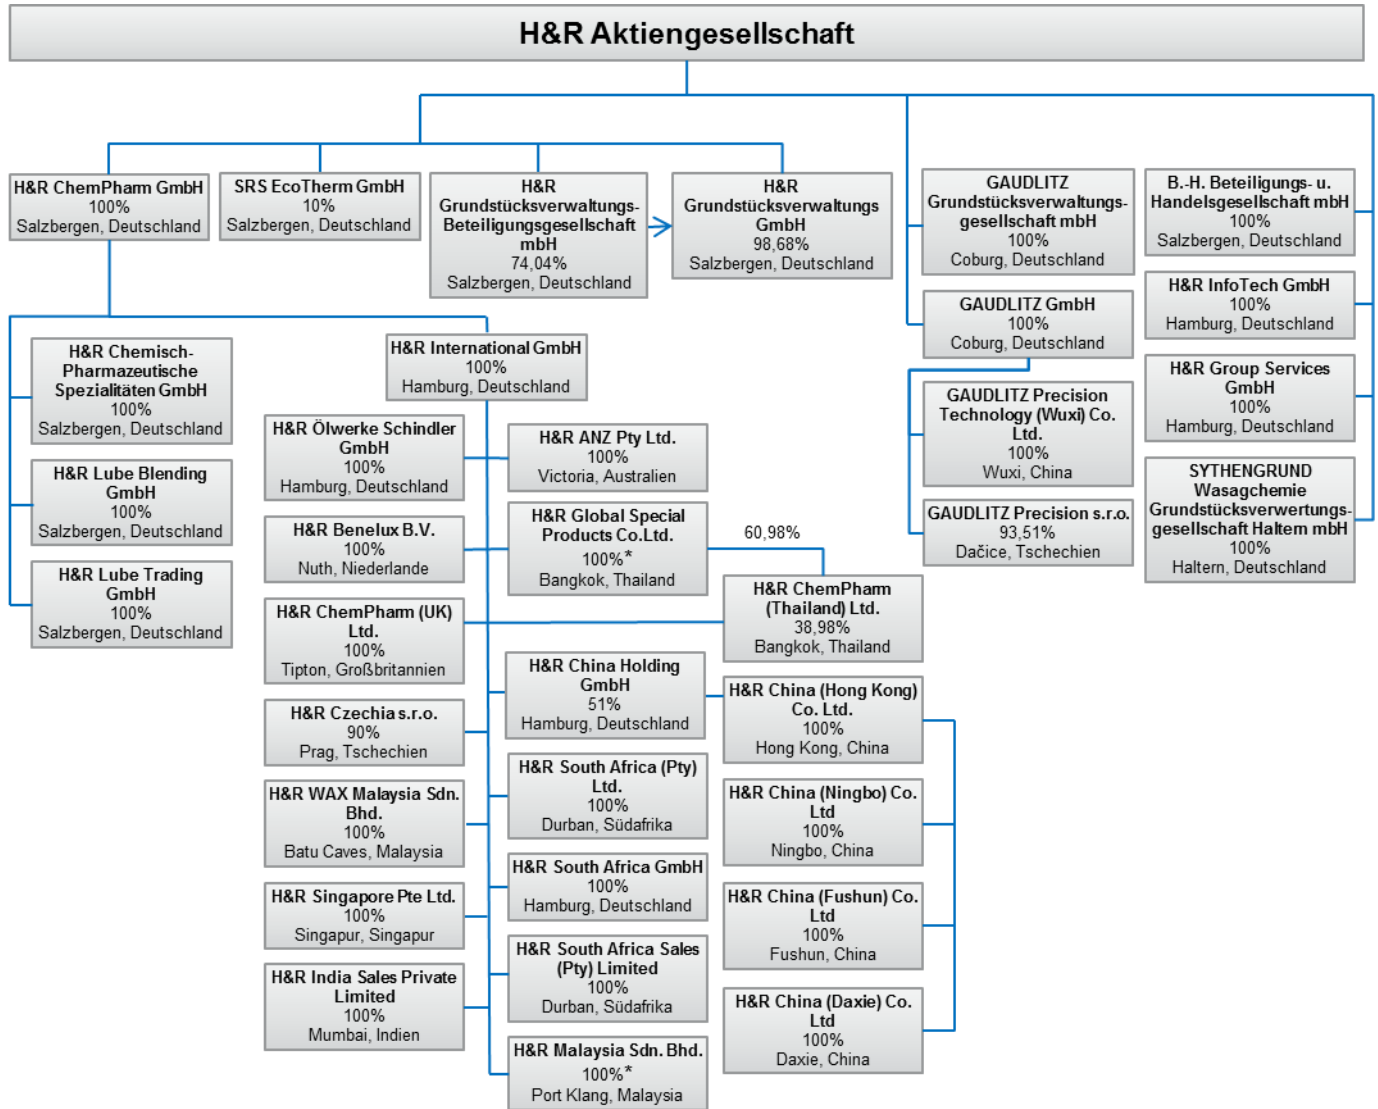 H&R Aktiengesellschaft
H&R ChemPharm GmbH
100%
Salzbergen, Deutschland
SRS EcoTherm GmbH
10%
Salzbergen, Deutschland
H&R
Grundstücksverwaltungs-
Beteiligungsgesellschaft
mbH
74,04%
Salzbergen, Deutschland
H&R
Grundstücksverwaltungs
GmbH
98,68%
Salzbergen, Deutschland
GAUDLITZ
Grundstücksverwaltungs-
gesellschaft mbH
100%
Coburg, Deutschland
B.-H. Beteiligungs- u.
Handelsgesellschaft mbH
100%
Salzbergen, Deutschland
GAUDLITZ GmbH
100%
Coburg, Deutschland
H&R InfoTech GmbH
100%
Hamburg, Deutschland
H&R Chemisch-
Pharmazeutische
Spezialitäten GmbH
100%
Salzbergen, Deutschland
H&R International GmbH
100%
Hamburg, Deutschland
GAUDLITZ Precision
Technology (Wuxi) Co.
Ltd.
100%
Wuxi, China
H&R Group Services
GmbH
100%
Hamburg, Deutschland
H&R Ölwerke Schindler
GmbH
100%
Hamburg, Deutschland
H&R ANZ Pty Ltd.
100%
Victoria, Australien
H&R Lube Blending
GmbH
100%
Salzbergen, Deutschland
SYTHENGRUND
Wasagchemie
Grundstücksverwertungs-
gesellschaft Haltern mbH
100%
Haltern, Deutschland
H&R Benelux B.V.
100%
Nuth, Niederlande
H&R Global Special
Products Co.Ltd.
100%*
Bangkok, Thailand
60,98%
GAUDLITZ Precision s.r.o.
93,51%
Dačice, Tschechien
H&R Lube Trading
GmbH
100%
Salzbergen, Deutschland
H&R ChemPharm (UK)
Ltd.
100%
Tipton, Großbritannien
H&R ChemPharm
(Thailand) Ltd.
38,98%
Bangkok, Thailand
H&R China Holding
GmbH
51%
Hamburg, Deutschland
H&R China (Hong Kong)
Co. Ltd.
100%
Hong Kong, China
H&R Czechia s.r.o.
90%
Prag, Tschechien
H&R South Africa (Pty)
Ltd.
100%
Durban, Südafrika
H&R WAX Malaysia Sdn.
Bhd.
100%
Batu Caves, Malaysia
H&R China (Ningbo) Co.
Ltd
100%
Ningbo, China
H&R South Africa GmbH
100%
Hamburg, Deutschland
H&R Singapore Pte Ltd.
100%
Singapur, Singapur
H&R China (Fushun) Co.
Ltd
100%
Fushun, China
H&R South Africa Sales
(Pty) Limited
100%
Durban, Südafrika
H&R India Sales Private
Limited
100%
Mumbai, Indien
H&R China (Daxie) Co.
Ltd
100%
Daxie, China
H&R Malaysia Sdn. Bhd.
100%*
Port Klang, Malaysia